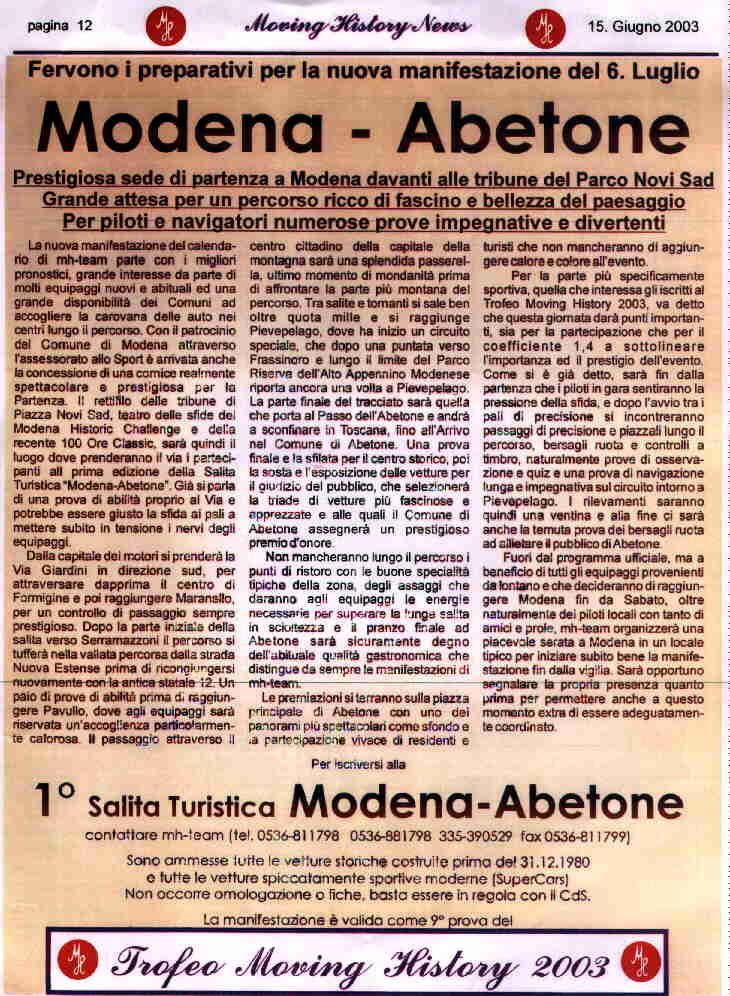 pagina 12
Moving History News
15. Giugno 2003
Fervono i preparativi per la nuova manifestazione del 6. Luglio
Modena - Abetone
Prestigiosa sede di partenza a Modena davanti alle tribune del Parco Novi Sad
Grande attesa per un percorso ricco di fascino e bellezza del paesaggio
Per piloti e navigatori numerose prove impegnative e divertenti
La nuova manifestazione del calenda-
rio di mh-team parte con i migliori
pronostici, grande interesse da parte di
molti equipaggi nuovi e abituali ed una
grande disponibilità dei Comuni ad
accogliere la carovana delle auto nei
centri lungo il percorso. Con il patrocinio
del Comune di Modena attraverso
l'assessorato allo Sport è arrivata anche
la concessione di una cornice realmente
spettacolare e prestigiosa per la
Partenza. Il rettifilo delle tribune di
Piazza Novi Sad, teatro delle sfide del
Modena Historic Challenge e della
recente 100 Ore Classic, sarà quindi il
luogo dove prenderanno il via i parteci-
panti all prima edizione della Salita
Turistica "Modena-Abetone". Già si parla
di una prova di abilità proprio al Via e
potrebbe essere giusto la sfida ai pali a
mettere subito in tensione i nervi degli
equipaggi.
Dalla capitale dei motori si prenderà la
Via Giardini in direzione sud, per
attraversare dapprima il centro di
Formigine e poi raggiungere Maranello,
per un controllo di passaggio sempre
prestigioso. Dopo la parte iniziale della
salita verso Serramazzoni il percorso si
tufferà nella vallata percorsa dalla strada
Nuova Estense prima di ricongiungersi
nuovamente con la antica statale 12. Un
paio di prove di abilità prima di raggiun-
gere Pavullo, dove agli equipaggi sarà
riservata un'accoglienza particolarmen-
te calorosa. Il passaggio attraverso il
centro cittadino della capitale della
montagna sarà una splendida passerel-
la, ultimo momento di mondanità prima
di affrontare la parte più montana del
percorso. Tra salite e tornanti si sale ben
oltre quota mille e si raggiunge
Pievepelago, dove ha inizio un circuito
speciale, che dopo una puntata verso
Frassinoro e lungo il limite del Parco
Riserva dell'Alto Appennino Modenese
riporta ancora una volta a Pievepelago.
La parte finale del tracciato sarà quella
che porta al Passo dell'Abetone e andrà
a sconfinare in Toscana, fino all'Arrivo
nel Comune di Abetone. Una prova
finale e la sfilata per il centro storico, poi
la sosta e l'esposizione delle vetture per
il giudizio del pubblico, che selezionerà
la triade di vetture più fascinose e
apprezzate e alle quali il Comune di
Abetone assegnerà un prestigioso
premio d'onore.
Non mancheranno lungo il percorso i
punti di ristoro con le buone specialità
tipiche della zona, degli assaggi che
daranno agli equipaggi le energie
necessarie per superare la lunga salita
in scioltezza e il pranzo finale ad
Abetone sarà sicuramente degno
dell'abituale qualità gastronomica che
distingue da sempre le manifestazioni di
mh-team.
Le premiazioni si terranno sulla piazza
principale di Abetone con uno dei
panorami più spettacolari come sfondo e
la partecipazione vivace di residenti e
turisti che non mancheranno di aggiun-
gere calore e colore all'evento.
Per la parte più specificamente
sportiva, quella che interessa gli iscritti al
Trofeo Moving History 2003, va detto
che questa giornata darà punti importan-
ti, sia per la partecipazione che per il
coefficiente 1,4 a sottolineare
l'importanza ed il prestigio dell'evento.
Come si è già detto, sarà fin dalla
partenza che i piloti in gara sentiranno la
pressione della sfida, e dopo l'avvio tra i
pali di precisione si incontreranno
passaggi di precisione e piazzali lungo il
percorso, bersagli ruota e controlli a
timbro, naturalmente prove di osserva-
zione e quiz e una prova di navigazione
lunga e impegnativa sul circuito intorno a
Pievepelago. I rilevamenti saranno
quindi una ventina e alla fine ci sarà
anche la temuta prova dei bersagli ruota
ad allietare il pubblico di Abetone.
Fuori dal programma ufficiale, ma a
beneficio di tutti gli equipaggi provenienti
da lontano e che decideranno di raggiun-
gere Modena fin da Sabato, oltre
naturalmente dei piloti locali con tanto di
amici e prole, mh-team organizzerà una
piacevole serata a Modena in un locale
tipico per iniziare subito bene la manife-
stazione fin dalla vigilia. Sarà opportuno
segnalare la propria presenza quanto
prima per permettere anche a questo
momento extra di essere adeguatamen-
te coordinato.
Per iscriversi alla
1° Salita Turistica Modena-Abetone
contattare mh-team (tel. 0536-811798 0536-881798 335-390529 fax 0536-811799)
Sono ammesse tutte le vetture storiche costruite prima del 31.12.1980
e tutte le vetture spiccatamente sportive moderne (SuperCars)
Non occorre omologazione o fiche, basta essere in regola con il CdS.
La manifestazione è valida come 9° prova del
Trofeo Moving History 2003